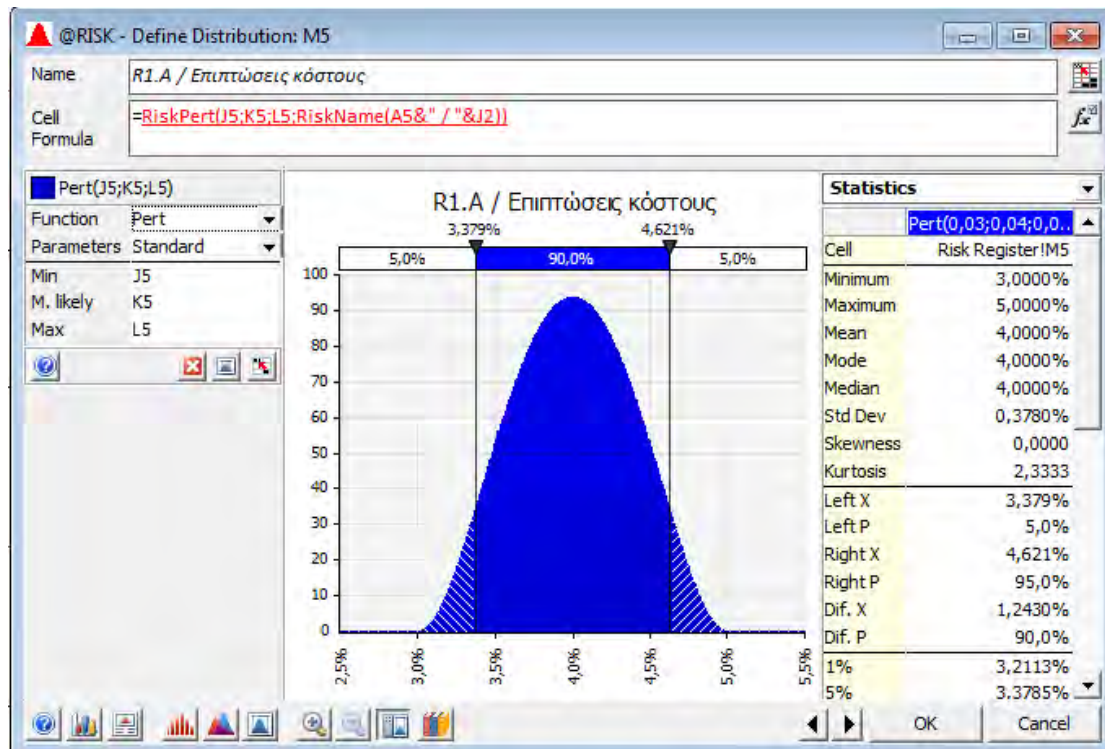 @RISK - Define Distribution: M5
Name R1.A / Επιπτώσεις κόστους
Cell Formula =RiskPert(J5;K5;L5;RiskName(A5&" / "&J2))
Pert(J5;K5;L5)
Function Pert
Parameters Standard
Min J5
M. likely K5
Max L5
R1.A / Επιπτώσεις κόστους
3,379% 4,621%
5,0% 90,0% 5,0%
100
90
80
70
60
50
40
30
20
10
0
2,5% 3,0% 3,5% 4,0% 4,5% 5,0% 5,5%
Statistics
Pert(0,03;0,04;0,0..
Cell Risk Register!M5
Minimum 3,0000%
Maximum 5,0000%
Mean 4,0000%
Mode 4,0000%
Median 4,0000%
Std Dev 0,3780%
Skewness 0,0000
Kurtosis 2,3333
Left X 3,379%
Left P 5,0%
Right X 4,621%
Right P 95,0%
Dif. X 1,2430%
Dif. P 90,0%
1% 3,2113%
5% 3,3785%
OK Cancel